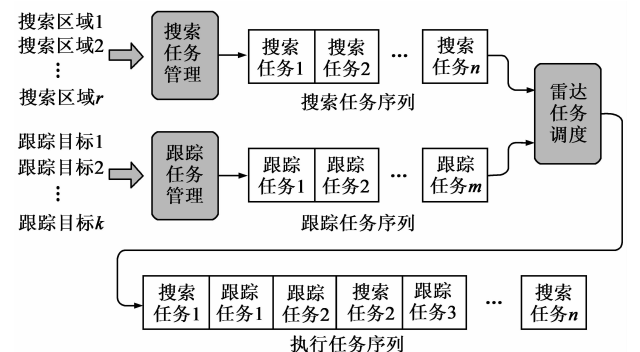 搜索区域1
搜索区域2
⋮
搜索区域r
搜索
任务
管理
搜索
任务1
搜索
任务2
···
搜索
任务n
搜索任务序列
雷达
任务
调度
跟踪目标1
跟踪目标2
⋮
跟踪目标k
跟踪
任务
管理
跟踪
任务1
跟踪
任务2
···
跟踪
任务m
跟踪任务序列
搜索
任务1
跟踪
任务1
跟踪
任务2
搜索
任务2
跟踪
任务3
···
搜索
任务n
执行任务序列